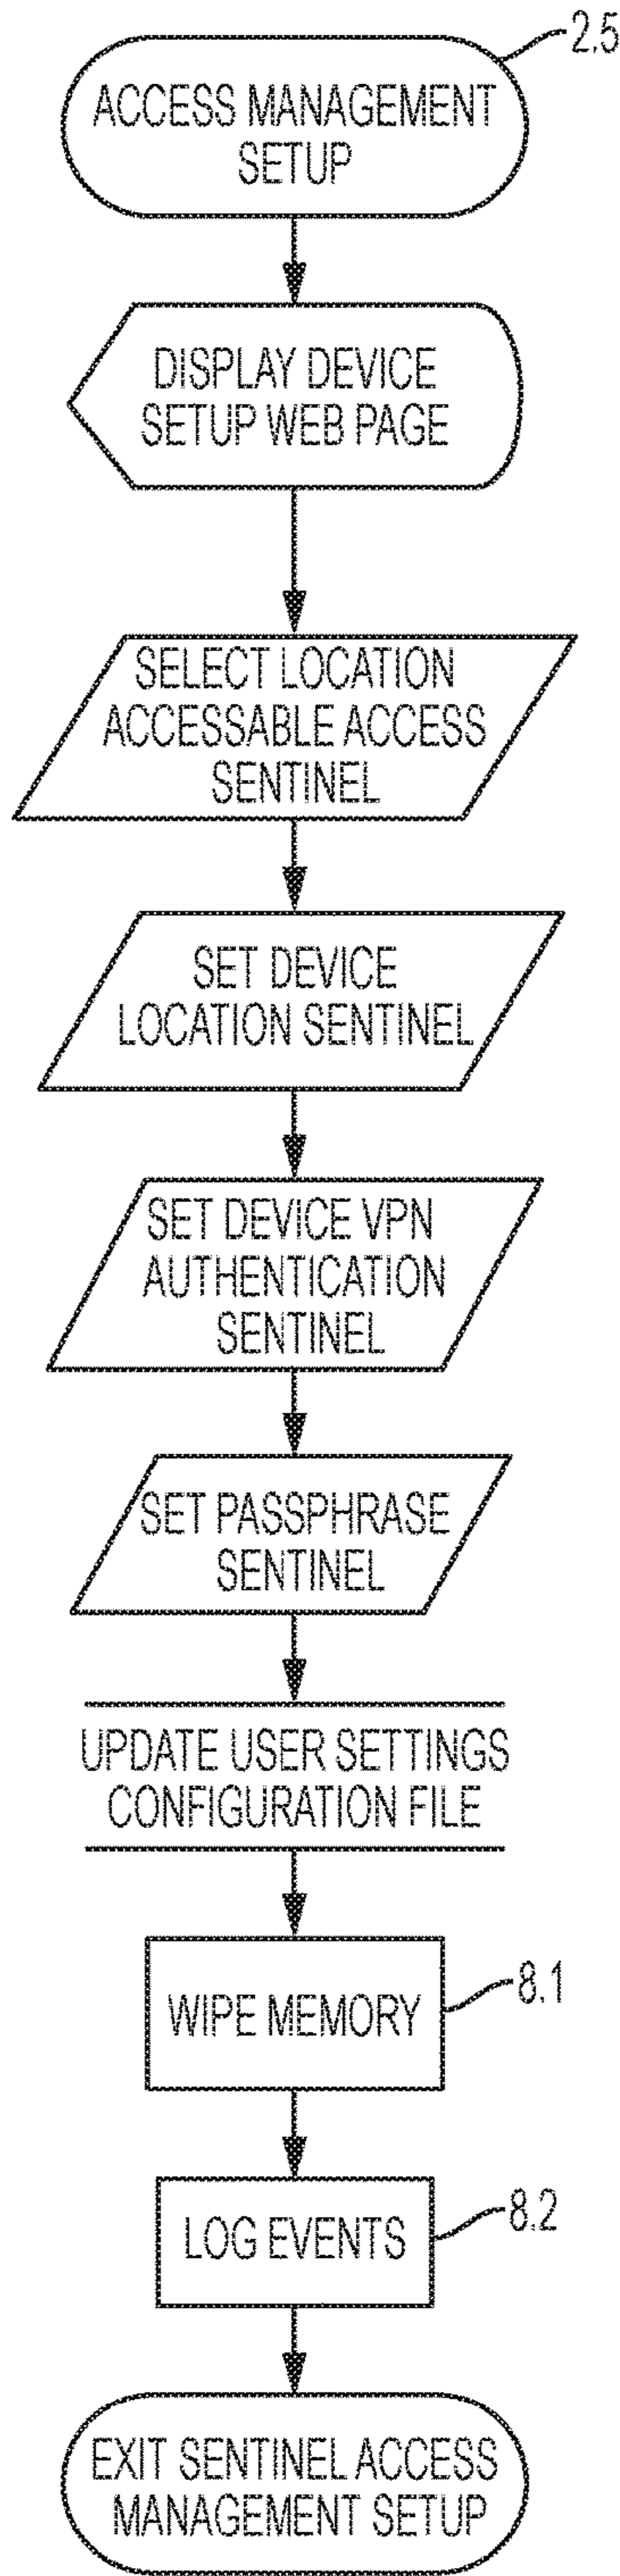 2.5
ACCESS MANAGEMENT
SETUP
DISPLAY DEVICE
SETUP WEB PAGE
SELECT LOCATION
ACCESSABLE ACCESS
SENTINEL
SET DEVICE
LOCATION SENTINEL
SET DEVICE VPN
AUTHENTICATION
SENTINEL
SET PASSPHRASE
SENTINEL
UPDATE USER SETTINGS
CONFIGURATION FILE
WIPE MEMORY
8.1
LOG EVENTS
8.2
EXIT SENTINEL ACCESS
MANAGEMENT SETUP